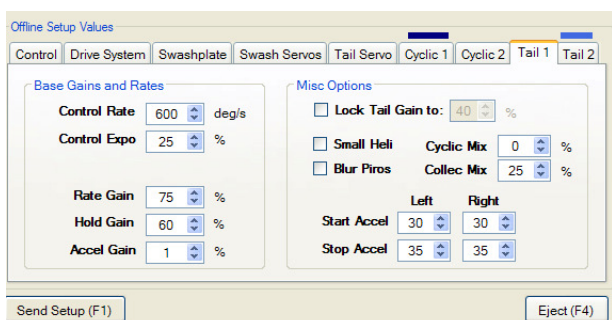 Offline Setup Values
Control Drive System Swashplate Swash Servos Tail Servo Cyclic 1 Cyclic 2 Tail 1 Tail 2
Base Gains and Rates
Control Rate 600 deg/s
Control Expo 25 %
Rate Gain 75 %
Hold Gain 60 %
Accel Gain 1 %
Misc Options
Lock Tail Gain to: 40 %
Small Heli Cyclic Mix 0 %
Blur Piros Collec Mix 25 %
Left Right
Start Accel 30 30
Stop Accel 35 35
Send Setup (F1) Eject (F4)